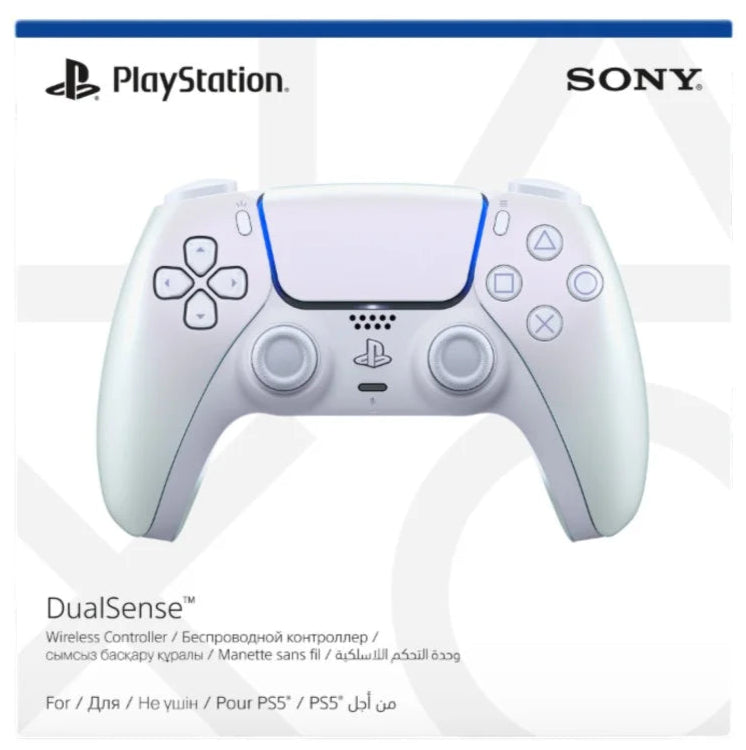 PlayStation®
SONY®
DualSense™
Wireless Controller / Беспроводной контроллер /
сымсыз басқару құралы / Manette sans fil / وحدة التحكم اللاسلكية
For / Для / Не үшін / Pour PS5® / PS5® من أجل